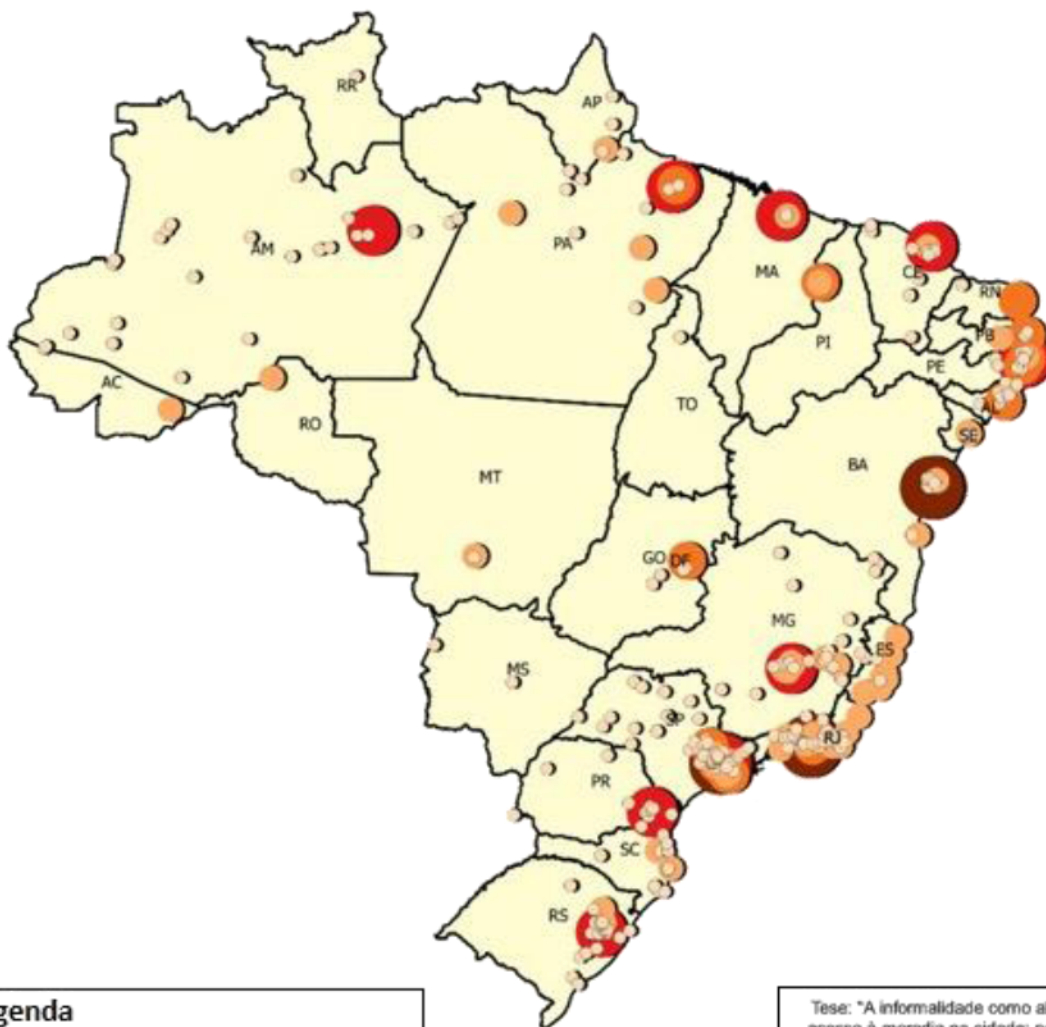 RR
AP
AM
PA
MA
CE
RN
PB
PI
PE
AL
SE
AC
TO
RO
BA
MT
GO
DF
MG
ES
MS
SP
RJ
PR
SC
RS
genda
Tese: "A informalidade como al